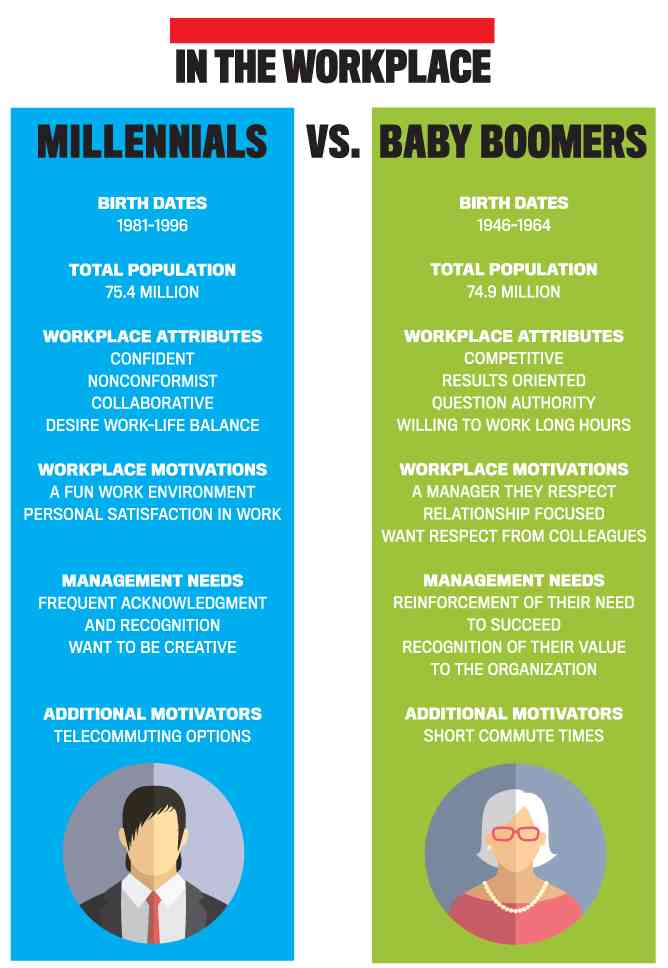 IN THE WORKPLACE
MILLENNIALS VS. BABY BOOMERS
BIRTH DATES
1981-1996
TOTAL POPULATION
75.4 MILLION
WORKPLACE ATTRIBUTES
CONFIDENT
NONCONFORMIST
COLLABORATIVE
DESIRE WORK-LIFE BALANCE
WORKPLACE MOTIVATIONS
A FUN WORK ENVIRONMENT
PERSONAL SATISFACTION IN WORK
MANAGEMENT NEEDS
FREQUENT ACKNOWLEDGMENT
AND RECOGNITION
WANT TO BE CREATIVE
ADDITIONAL MOTIVATORS
TELECOMMUTING OPTIONS
BIRTH DATES
1946-1964
TOTAL POPULATION
74.9 MILLION
WORKPLACE ATTRIBUTES
COMPETITIVE
RESULTS ORIENTED
QUESTION AUTHORITY
WILLING TO WORK LONG HOURS
WORKPLACE MOTIVATIONS
A MANAGER THEY RESPECT
RELATIONSHIP FOCUSED
WANT RESPECT FROM COLLEAGUES
MANAGEMENT NEEDS
REINFORCEMENT OF THEIR NEED
TO SUCCEED
RECOGNITION OF THEIR VALUE
TO THE ORGANIZATION
ADDITIONAL MOTIVATORS
SHORT COMMUTE TIMES